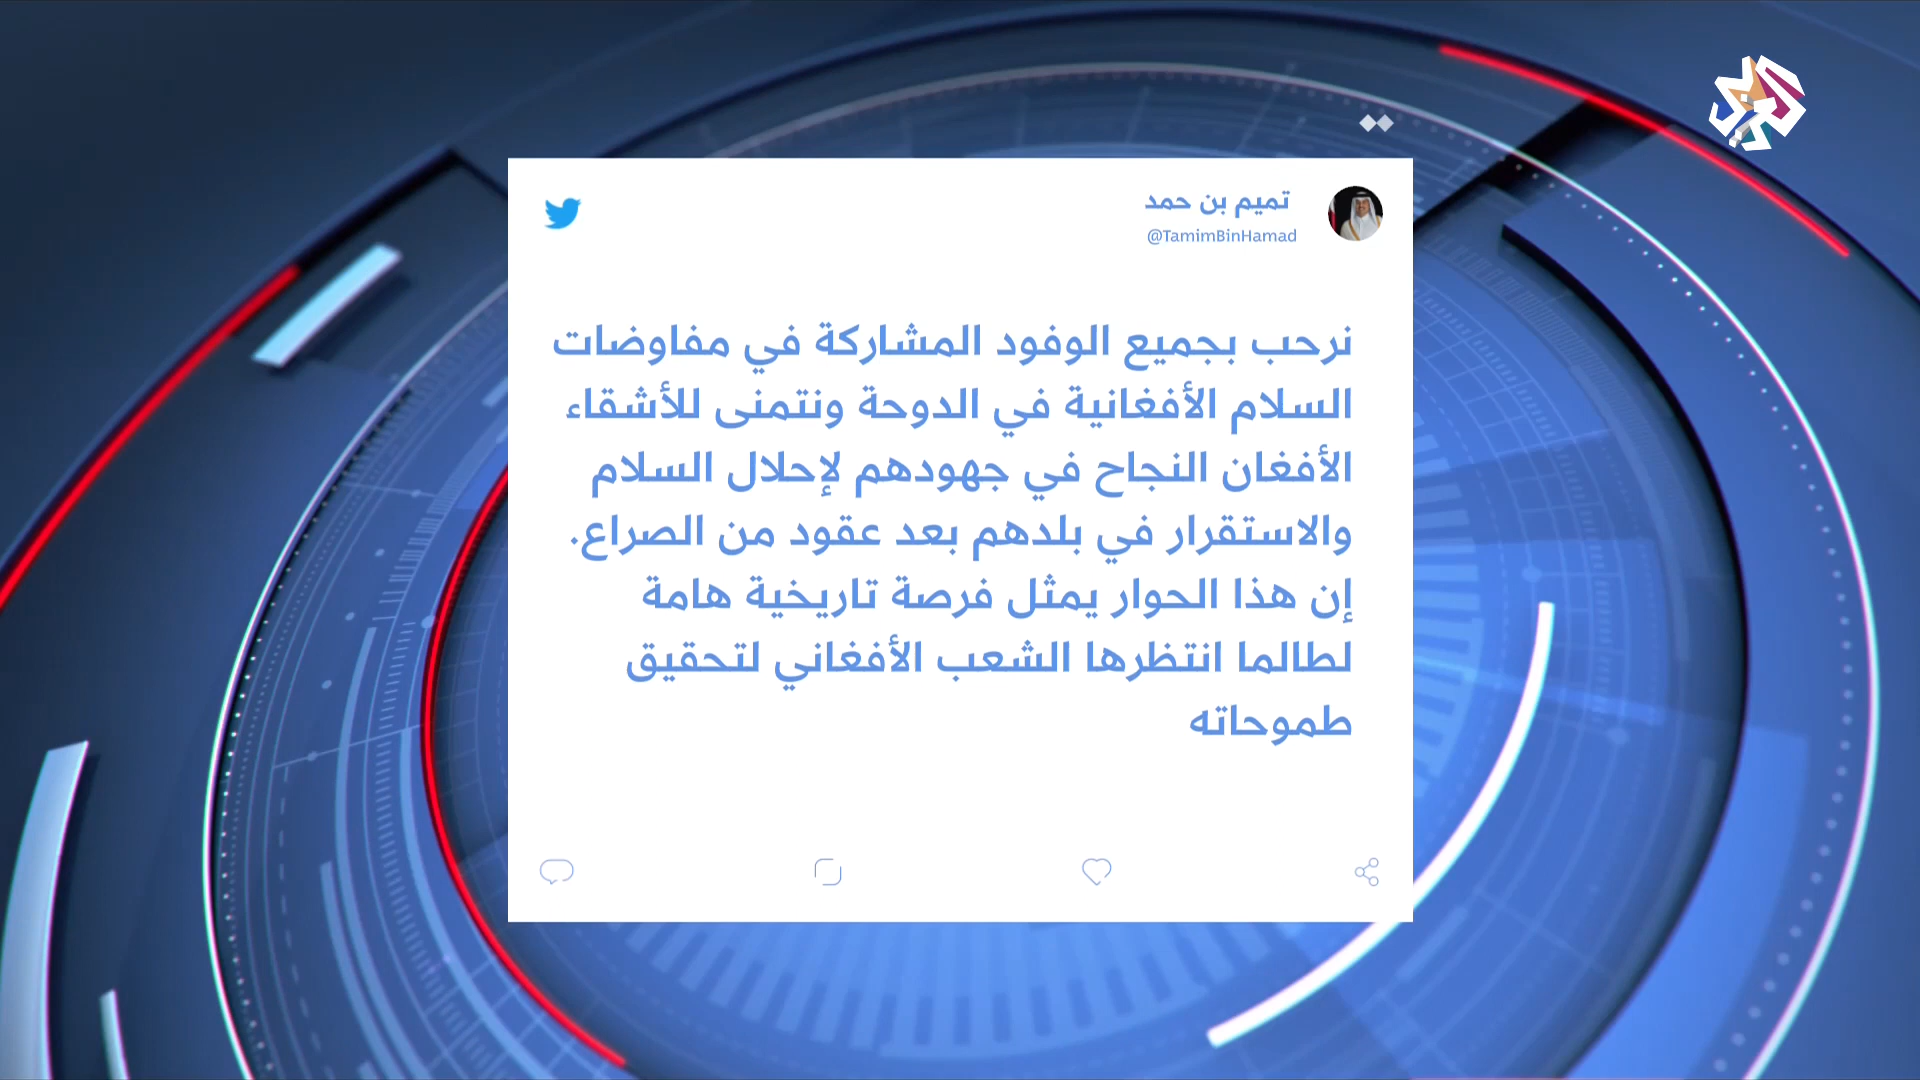 تميم بن حمد
@TamimBinHamad
نرحب بجميع الوفود المشاركة في مفاوضات
السلام الأفغانية في الدوحة ونتمنى للأشقاء
الأفغان النجاح في جهودهم لإحلال السلام
والاستقرار في بلدهم بعد عقود من الصراع.
إن هذا الحوار يمثل فرصة تاريخية هامة
لطالما انتظرها الشعب الأفغاني لتحقيق
طموحاته